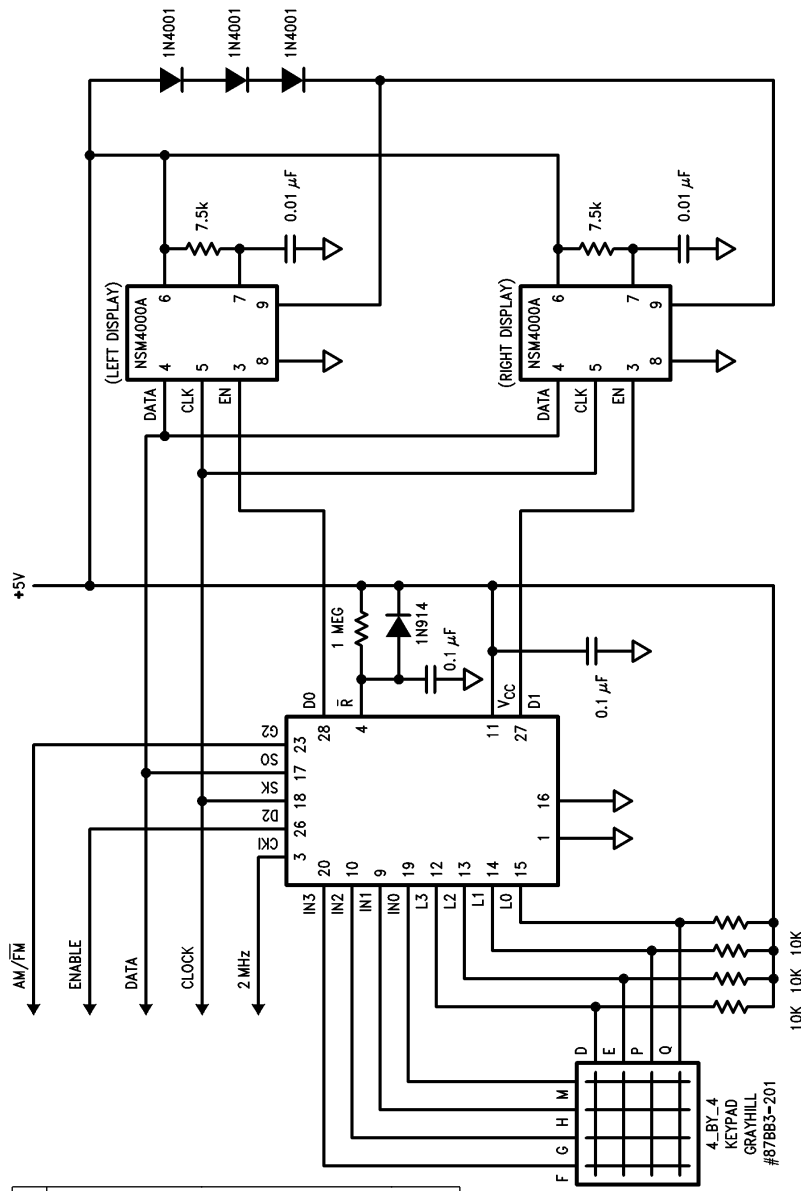 +5V
AM/FM
ENABLE
DATA
CLOCK
2 MHz
CKI
D2
SK
SO
G2
3
26
18
17
23
IN3
IN2
IN1
IN0
L3
L2
L1
L0
20
10
9
19
12
13
14
15
28
4
11
27
1
16
D0
R
VCC
D1
1 MEG
1N914
0.1 μF
0.1 μF
(LEFT DISPLAY)
NSM4000A
DATA
CLK
EN
4
5
3
6
7
8
9
7.5k
0.01 μF
1N4001
1N4001
1N4001
(RIGHT DISPLAY)
NSM4000A
DATA
CLK
EN
4
5
3
6
7
8
9
7.5k
0.01 μF
F
G
H
M
D
E
P
Q
4_BY_4
KEYPAD
GRAYHILL
#87BB3-201
10K 10K 10K 10K